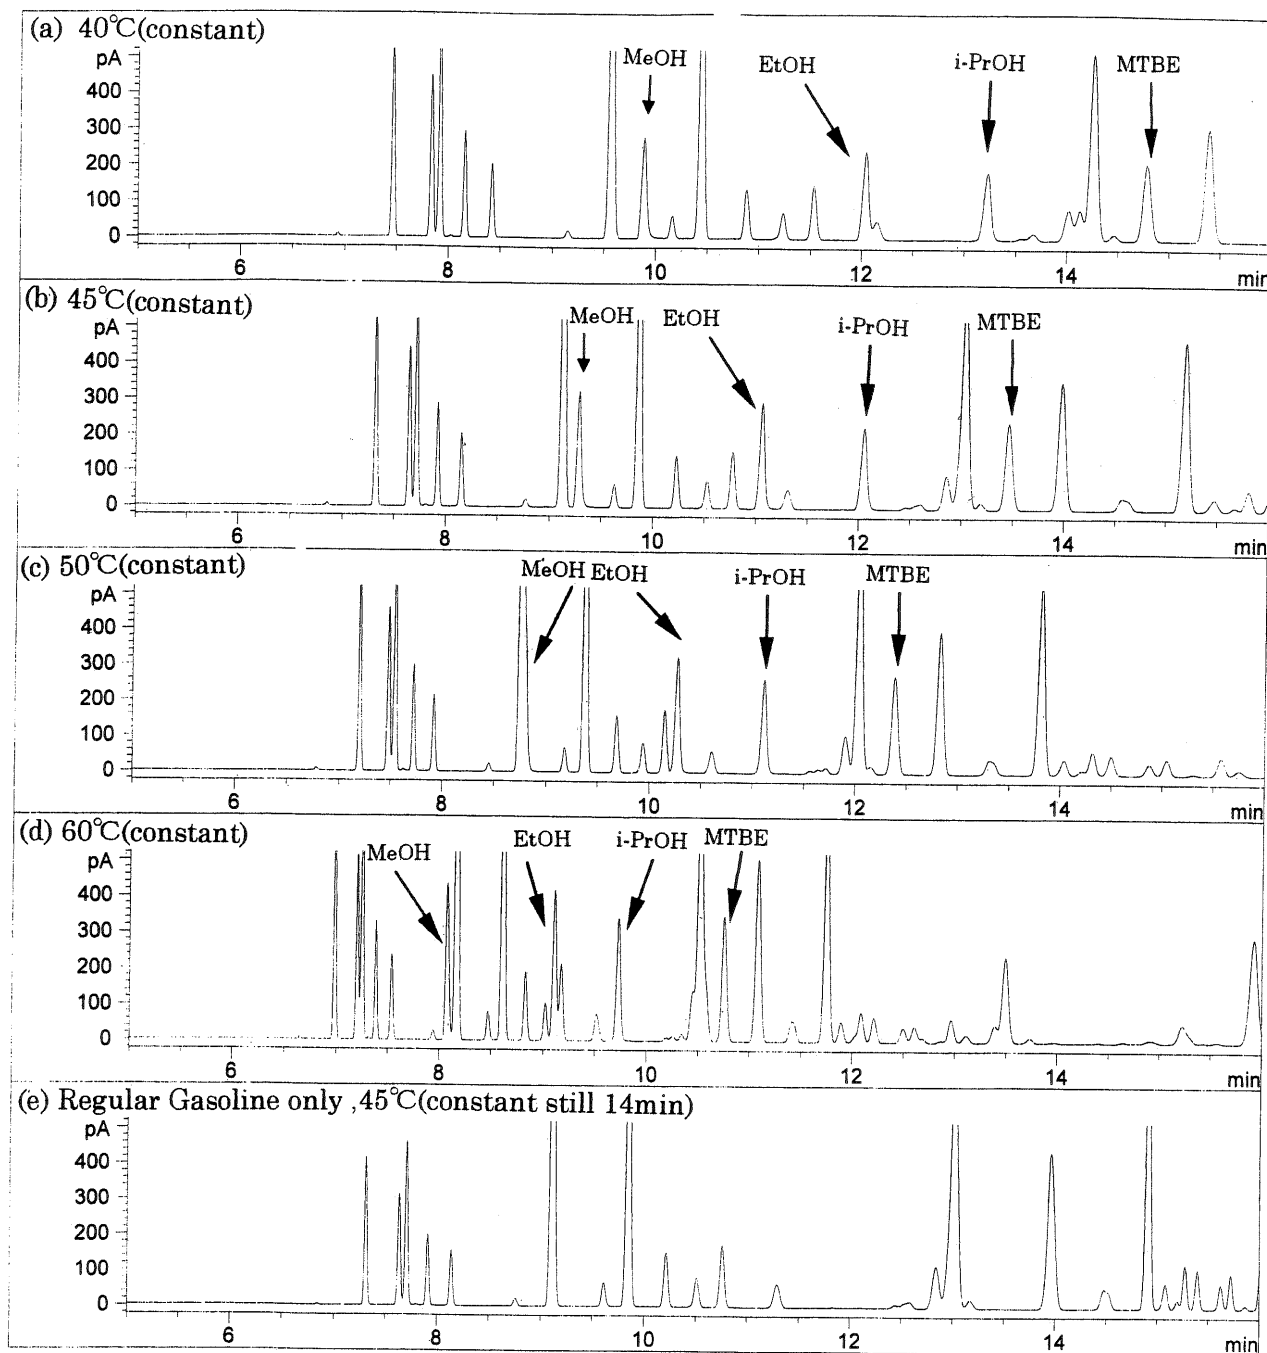 (a) 40℃(constant)
pA
MeOH
EtOH
i-PrOH
MTBE
400
300
200
100
0
6
8
10
12
14
min
(b) 45℃(constant)
pA
MeOH
EtOH
i-PrOH
MTBE
400
300
200
100
0
6
8
10
12
14
min
(c) 50℃(constant)
pA
MeOH
EtOH
i-PrOH
MTBE
400
300
200
100
0
6
8
10
12
14
min
(d) 60℃(constant)
pA
MeOH
EtOH
i-PrOH
MTBE
400
300
200
100
0
6
8
10
12
14
min
(e) Regular Gasoline only ,45℃(constant still 14min)
pA
400
300
200
100
0
6
8
10
12
14
min